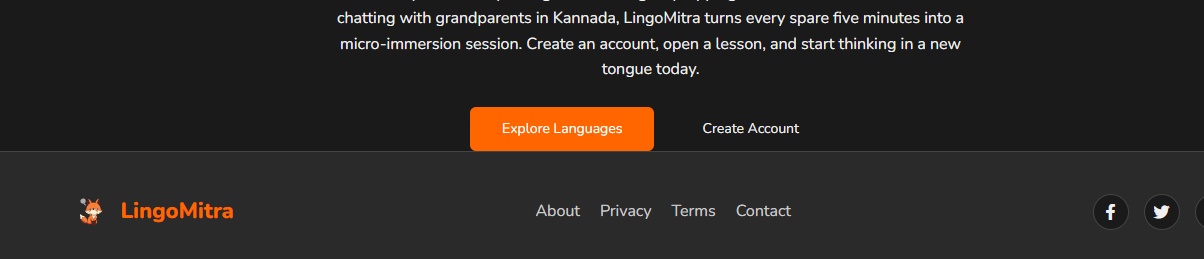 chatting with grandparents in Kannada, LingoMitra turns every spare five minutes into a
micro-immersion session. Create an account, open a lesson, and start thinking in a new
tongue today.
Explore Languages
Create Account
LingoMitra
About
Privacy
Terms
Contact